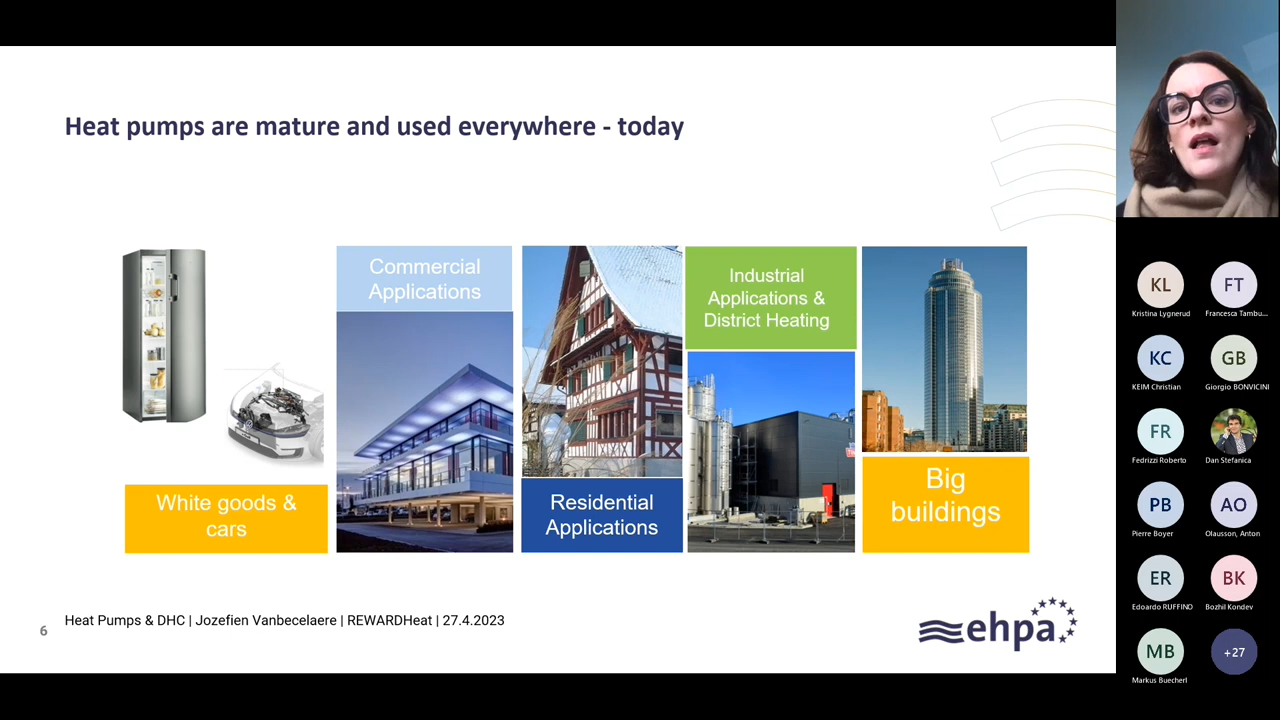 Heat pumps are mature and used everywhere - today
White goods &
cars
Commercial
Applications
Residential
Applications
Industrial
Applications &
District Heating
Big
buildings
6
Heat Pumps & DHC | Jozefien Vanbecelaere | REWARDHeat | 27.4.2023
ehpa
KL
Kristina Lygnerud
FT
Francesca Tambu...
KC
KEIM Christian
GB
Giorgio BONVICINI
FR
Fedrizzi Roberto
Dan Stefanica
PB
Pierre Boyer
AO
Olausson, Anton
ER
Edoardo RUFFINO
BK
Bozhil Kondev
MB
Markus Buecherl
+27